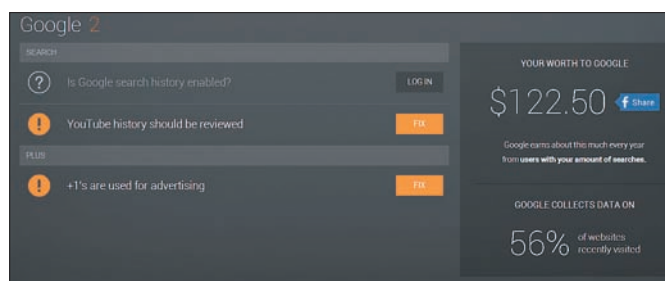 Google 2
SEARCH
Is Google search history enabled?
LOG IN
YouTube history should be reviewed
FIX
PLUS
+1's are used for advertising
FIX
YOUR WORTH TO GOOGLE
$122.50
f Share
Google earns about this much every year
from users with your amount of searches.
GOOGLE COLLECTS DATA ON
56%
of websites
recently visited